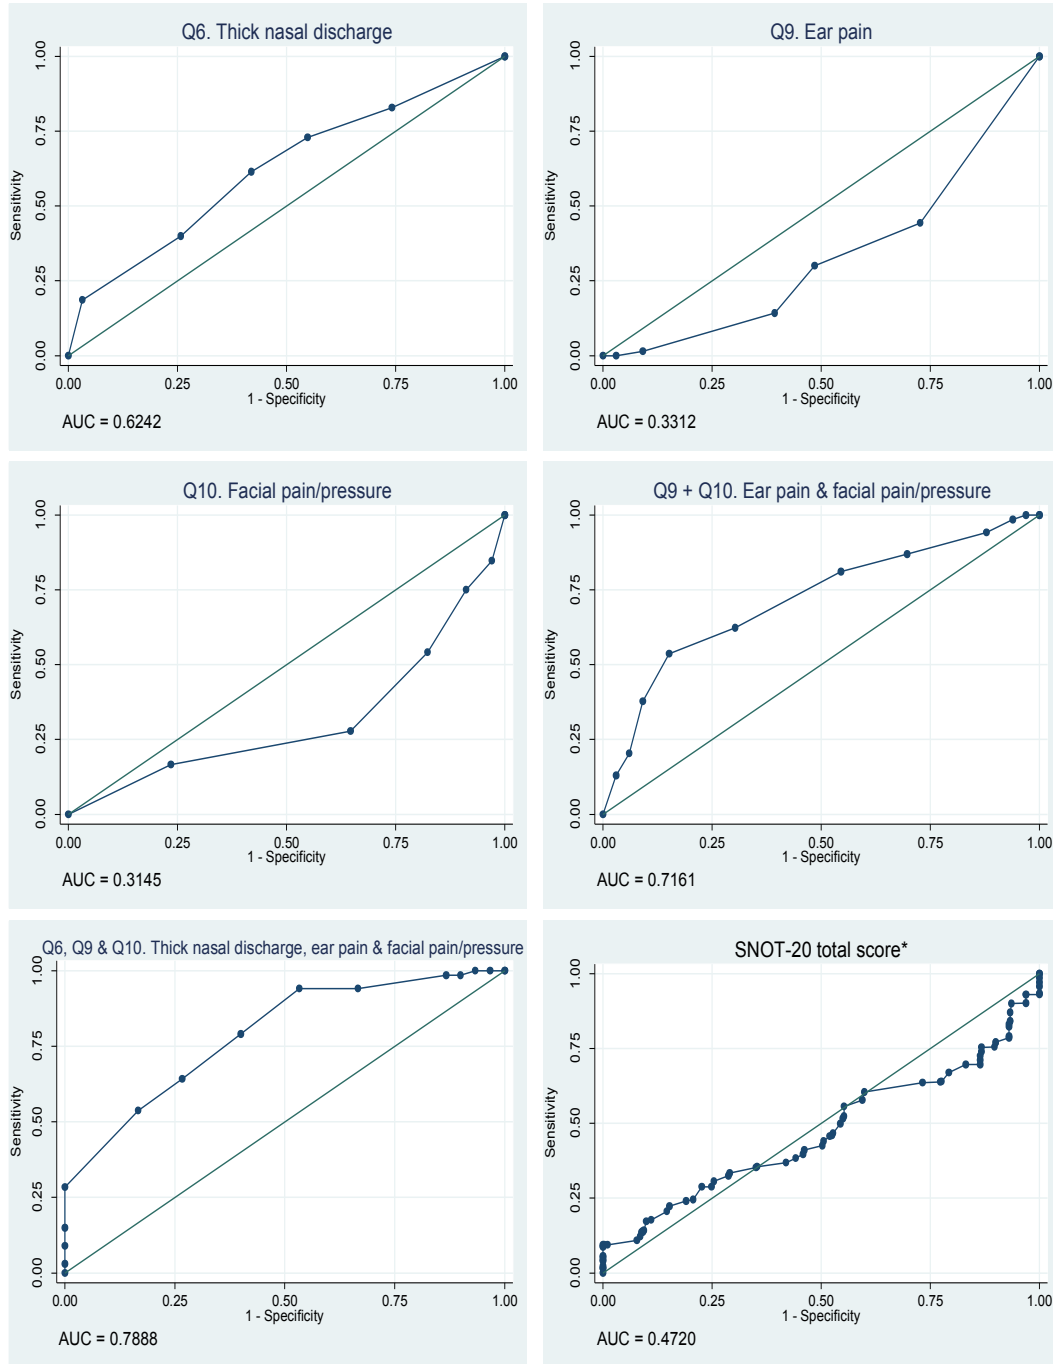 Q6. Thick nasal discharge
Sensitivity
1.00
0.75
0.50
0.25
0.00
0.00 0.25 0.50 0.75 1.00
1 - Specificity
AUC = 0.6242
Q9. Ear pain
Sensitivity
1.00
0.75
0.50
0.25
0.00
0.00 0.25 0.50 0.75 1.00
1 - Specificity
AUC = 0.3312
Q10. Facial pain/pressure
Sensitivity
1.00
0.75
0.50
0.25
0.00
0.00 0.25 0.50 0.75 1.00
1 - Specificity
AUC = 0.3145
Q9 + Q10. Ear pain & facial pain/pressure
Sensitivity
1.00
0.75
0.50
0.25
0.00
0.00 0.25 0.50 0.75 1.00
1 - Specificity
AUC = 0.7161
Q6, Q9 & Q10. Thick nasal discharge, ear pain & facial pain/pressure
Sensitivity
1.00
0.75
0.50
0.25
0.00
0.00 0.25 0.50 0.75 1.00
1 - Specificity
AUC = 0.7888
SNOT-20 total score*
Sensitivity
1.00
0.75
0.50
0.25
0.00
0.00 0.25 0.50 0.75 1.00
1 - Specificity
AUC = 0.4720